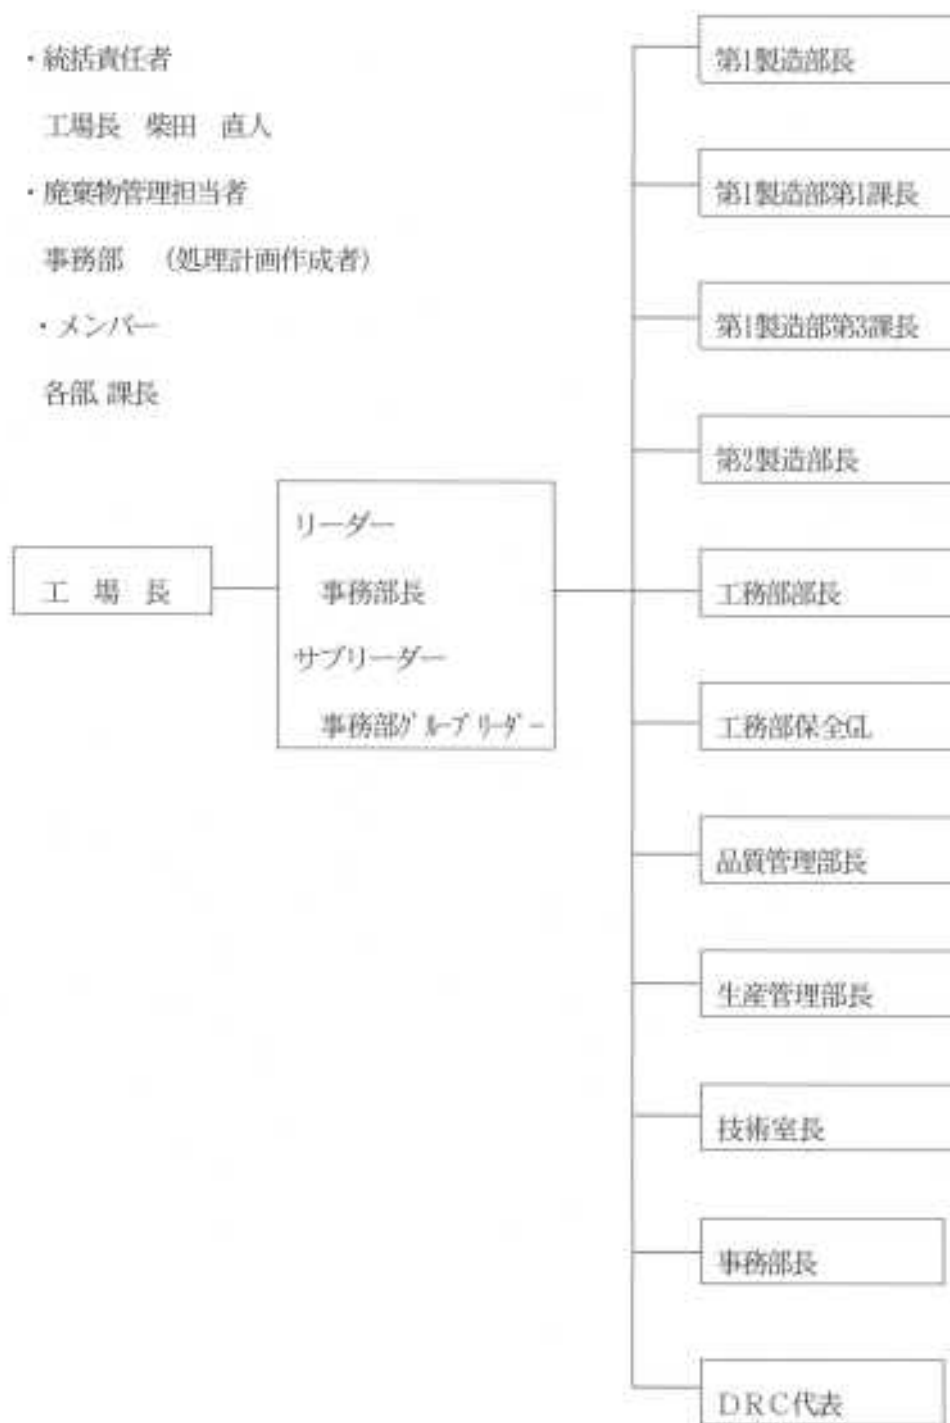 ・統括責任者
工場長 柴田 直人
・廃棄物管理担当者
事務部 （処理計画作成者）
・メンバー
各部、課長
工 場 長
リーダー
事務部長
サブリーダー
事務部ｸﾞﾙｰﾌﾟﾘｰﾀﾞｰ
第1製造部長
第1製造部第1課長
第1製造部第3課長
第2製造部長
工務部部長
工務部保全GL
品質管理部長
生産管理部長
技術室長
事務部長
ＤＲＣ代表